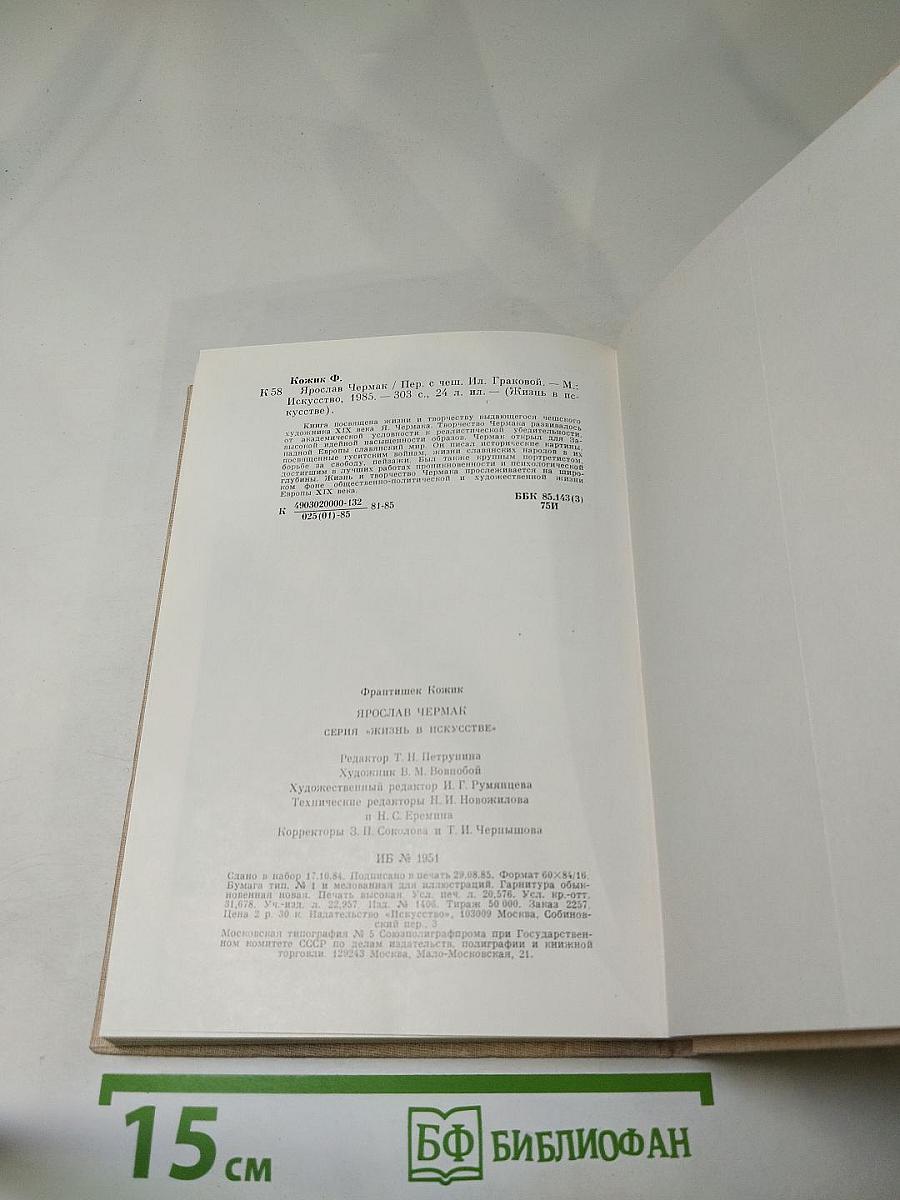 Кожик Ф.
К 58 Ярослав Чермак / Пер. с чеш. Ил. Граковой. — М.:
Искусство, 1985. — 303 с., 24 л. ил. — (Жизнь в ис-
кусстве).
Книга посвящена жизни и творчеству выдающегося чешского
художника XIX века Я. Чермака. Творчество Чермака развивалось
от академической условности к реалистической убедительности,
высокой идейной насыщенности образов. Чермак открыл для За-
падной Европы славянский мир. Он писал исторические картины,
посвященные гуситским войнам, жизни славянских народов в их
борьбе за свободу, пейзажи. Был также крупным портретистом,
достигшим в лучших работах проникновенности и психологической
глубины. Жизнь и творчество Чермака прослеживается на широ-
ком фоне общественно-политической и художественной жизни
Европы XIX века.
К 4903020000-132 81-85 ББК 85.143(3)
025(01)-85 75И
Франтишек Кожик
ЯРОСЛАВ ЧЕРМАК
СЕРИЯ «ЖИЗНЬ В ИСКУССТВЕ»
Редактор Т. Н. Петрунина
Художник В. М. Вовнобой
Художественный редактор И. Г. Румянцева
Технические редакторы Н. И. Новожилова
и Н. С. Еремина
Корректоры З. П. Соколова и Т. И. Чернышова
ИБ № 1951
Сдано в набор 17.10.84. Подписано в печать 29.08.85. Формат 60×84/16.
Бумага тип. № 1 и мелованная для иллюстраций. Гарнитура обык-
новенная новая. Печать высокая. Усл. печ. л. 20,576. Усл. кр.-отт.
31,678. Уч.-изд. л. 22,957. Изд. № 1406. Тираж 50 000. Заказ 2257.
Цена 2 р. 30 к. Издательство «Искусство», 103009 Москва, Собинов-
ский пер., 3
Московская типография № 5 Союзполиграфпрома при Государствен-
ном комитете СССР по делам издательств, полиграфии и книжной
торговли. 129243 Москва, Мало-Московская, 21.
15 см БФ БИБЛИОФАН